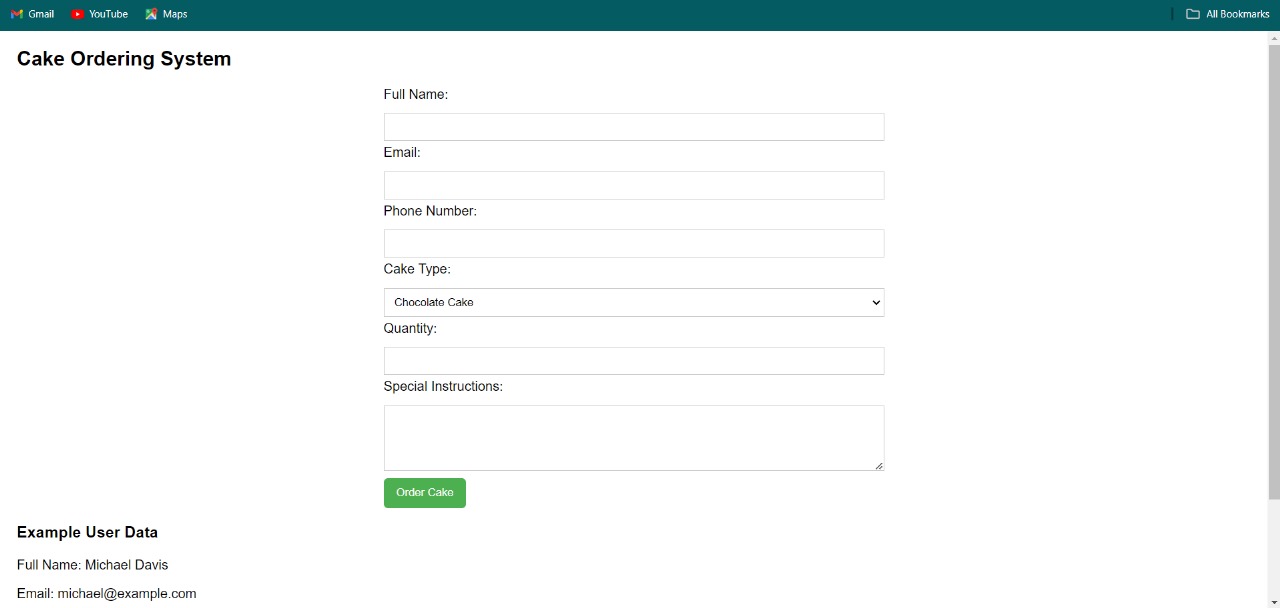 Gmail YouTube Maps All Bookmarks
Cake Ordering System
Full Name:
Email:
Phone Number:
Cake Type:
Chocolate Cake
Quantity:
Special Instructions:
Order Cake
Example User Data
Full Name: Michael Davis
Email: michael@example.com